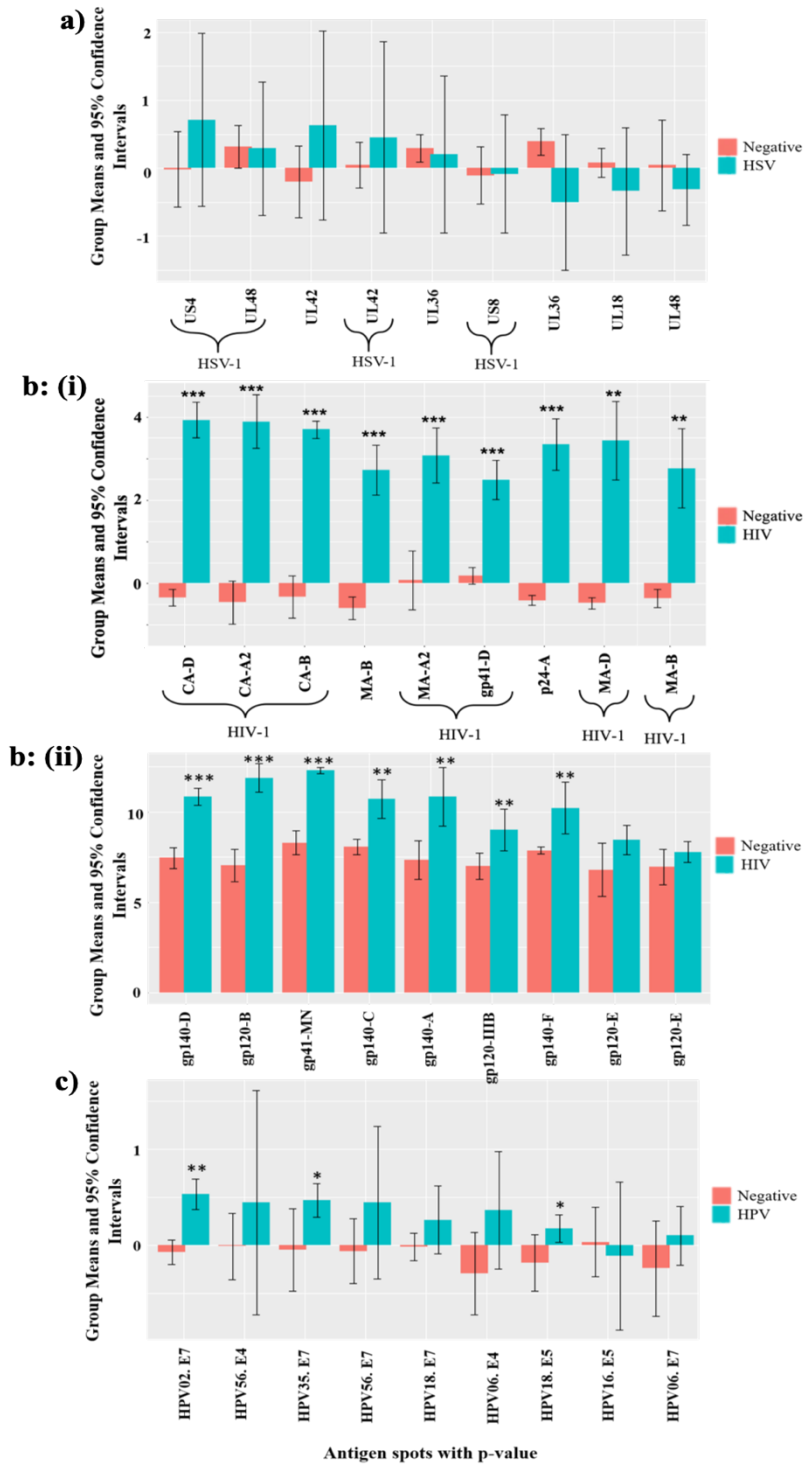 a)
Group Means and 95% Confidence
Intervals
2
1
0
-1
Negative
HSV
US4
UL48
UL42
UL42
UL36
US8
UL36
UL18
UL48
HSV-1
HSV-1
HSV-1
b: (i)
Group Means and 95% Confidence
Intervals
4
2
0
***
***
***
***
***
***
***
**
**
Negative
HIV
CA-D
CA-A2
CA-B
MA-B
MA-A2
gp41-D
p24-A
MA-D
MA-B
HIV-1
HIV-1
HIV-1
HIV-1
b: (ii)
Group Means and 95% Confidence
Intervals
10
5
0
***
***
***
**
**
**
**
Negative
HIV
gp140-D
gp120-B
gp41-MN
gp140-C
gp140-A
gp120-IIIB
gp140-F
gp120-E
gp120-E
c)
Group Means and 95% Confidence
Intervals
1
0
**
*
*
Negative
HPV
HPV02. E7
HPV56. E4
HPV35. E7
HPV56. E7
HPV18. E7
HPV06. E4
HPV18. E5
HPV16. E5
HPV06. E7
Antigen spots with p-value